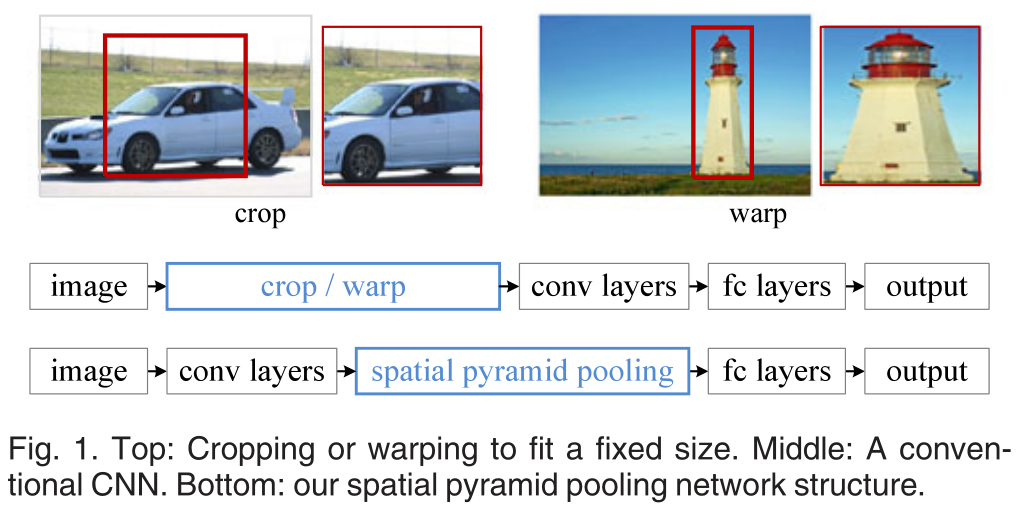 crop
warp
image
crop / warp
conv layers
fc layers
output
image
conv layers
spatial pyramid pooling
fc layers
output
Fig. 1. Top: Cropping or warping to fit a fixed size. Middle: A conven-
tional CNN. Bottom: our spatial pyramid pooling network structure.